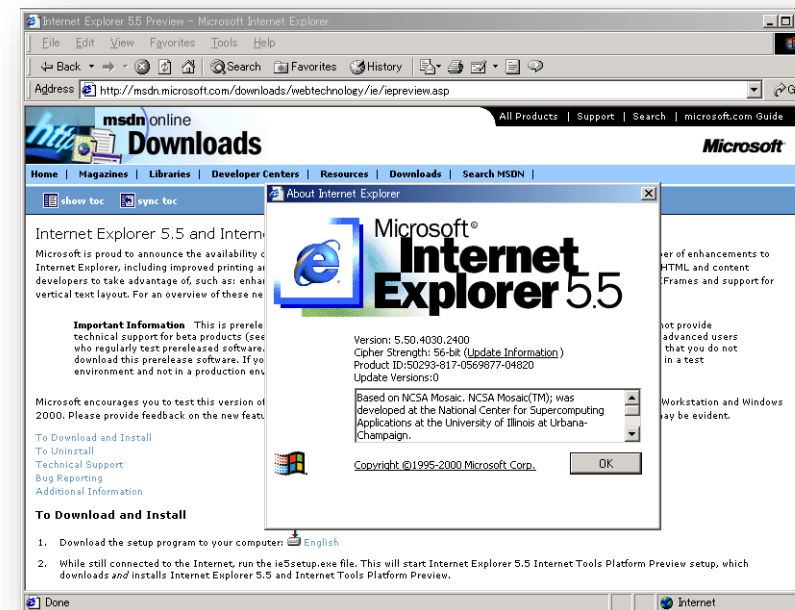 Internet Explorer 5.5 Preview - Microsoft Internet Explorer
File Edit View Favorites Tools Help
Back Search Favorites History
Address http://msdn.microsoft.com/downloads/webtechnology/ie/iepreview.asp G
All Products | Support | Search | microsoft.com Guide
http://
msdn online
Downloads
Microsoft
Home | Magazines | Libraries | Developer Centers | Resources | Downloads | Search MSDN |
show toc sync toc
About Internet Explorer
Microsoft®
Internet
Explorer 5.5
Version: 5.50.4030.2400
Cipher Strength: 56-bit (Update Information )
Product ID:50293-817-0569877-04820
Update Versions:0
Based on NCSA Mosaic. NCSA Mosaic(TM); was
developed at the National Center for Supercomputing
Applications at the University of Illinois at Urbana-
Champaign.
Copyright ©1995-2000 Microsoft Corp.
OK
Internet Explorer 5.5 and Intern
Microsoft is proud to announce the availability er of enhancements to
Internet Explorer, including improved printing HTML and content
developers to take advantage of, such as: enha Frames and support for
vertical text layout. For an overview of these ne
Important Information This is prerele not provide
technical support for beta products (see advanced users
who regularly test prereleased software. that you do not
download this prerelease software. If yo in a test
environment and not in a production env
Microsoft encourages you to test this version of Workstation and Windows
2000. Please provide feedback on the new featu ay be evident.
To Download and Install
To Uninstall
Technical Support
Bug Reporting
Additional Information
To Download and Install
1. Download the setup program to your computer: English
2. While still connected to the Internet, run the ie5setup.exe file. This will start Internet Explorer 5.5 Internet Tools Platform Preview setup, which
downloads and installs Internet Explorer 5.5 and Internet Tools Platform Preview.
Done Internet